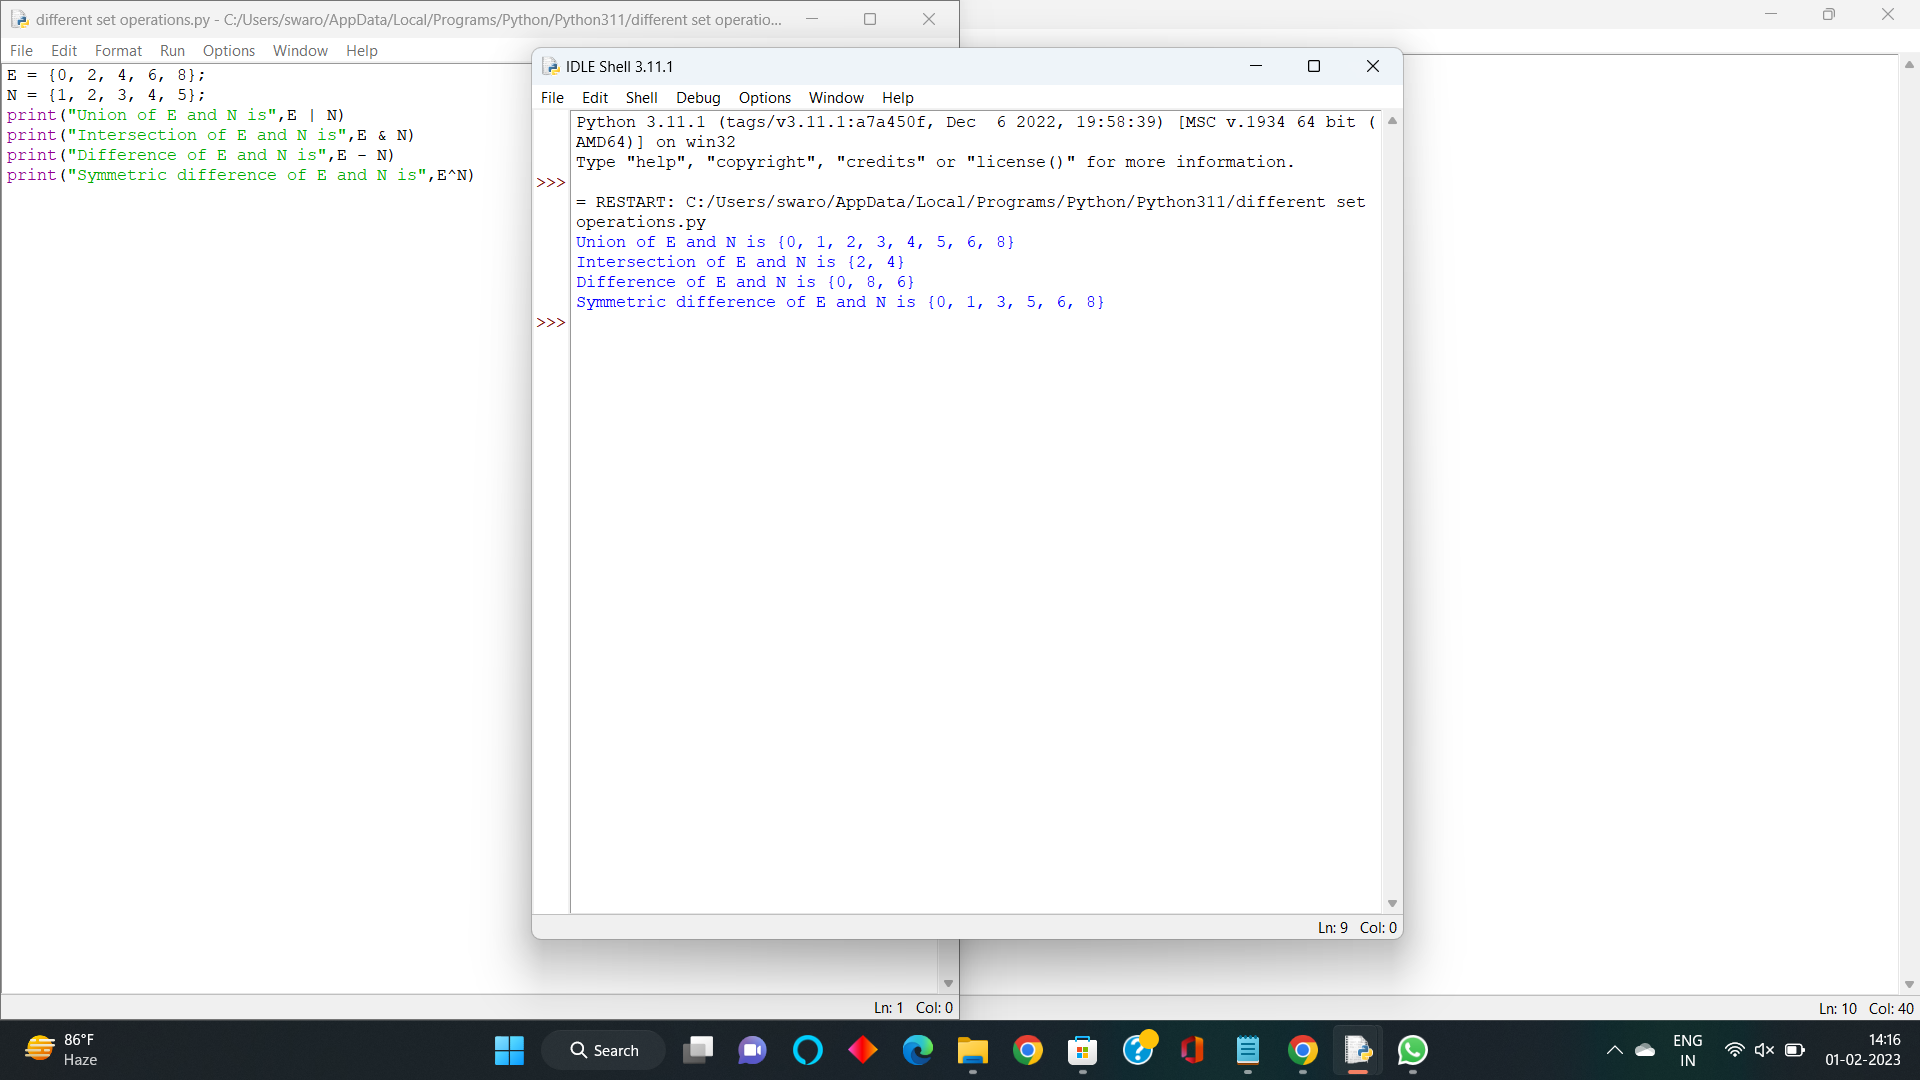 different set operations.py - C:/Users/swaro/AppData/Local/Programs/Python/Python311/different set operatio...
File Edit Format Run Options Window Help
E = {0, 2, 4, 6, 8};
N = {1, 2, 3, 4, 5};
print("Union of E and N is",E | N)
print("Intersection of E and N is",E & N)
print("Difference of E and N is",E - N)
print("Symmetric difference of E and N is",E^N)
Ln: 1 Col: 0
IDLE Shell 3.11.1
File Edit Shell Debug Options Window Help
Python 3.11.1 (tags/v3.11.1:a7a450f, Dec  6 2022, 19:58:39) [MSC v.1934 64 bit (
AMD64)] on win32
Type "help", "copyright", "credits" or "license()" for more information.
>>>
= RESTART: C:/Users/swaro/AppData/Local/Programs/Python/Python311/different set
operations.py
Union of E and N is {0, 1, 2, 3, 4, 5, 6, 8}
Intersection of E and N is {2, 4}
Difference of E and N is {0, 8, 6}
Symmetric difference of E and N is {0, 1, 3, 5, 6, 8}
>>>
Ln: 9 Col: 0
Ln: 10 Col: 40
86°F
Haze
Search
ENG
IN
14:16
01-02-2023